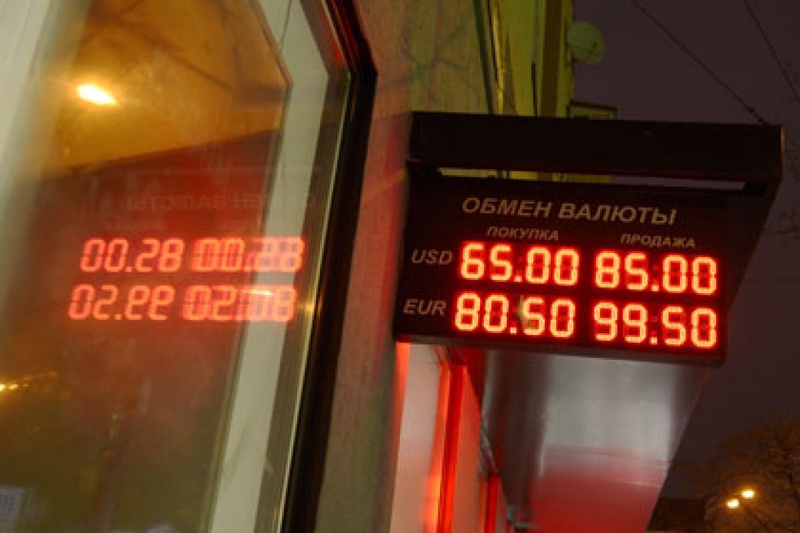 ОБМЕН ВАЛЮТЫ
ПОКУПКА ПРОДАЖА
USD 65.00 85.00
EUR 80.50 99.50